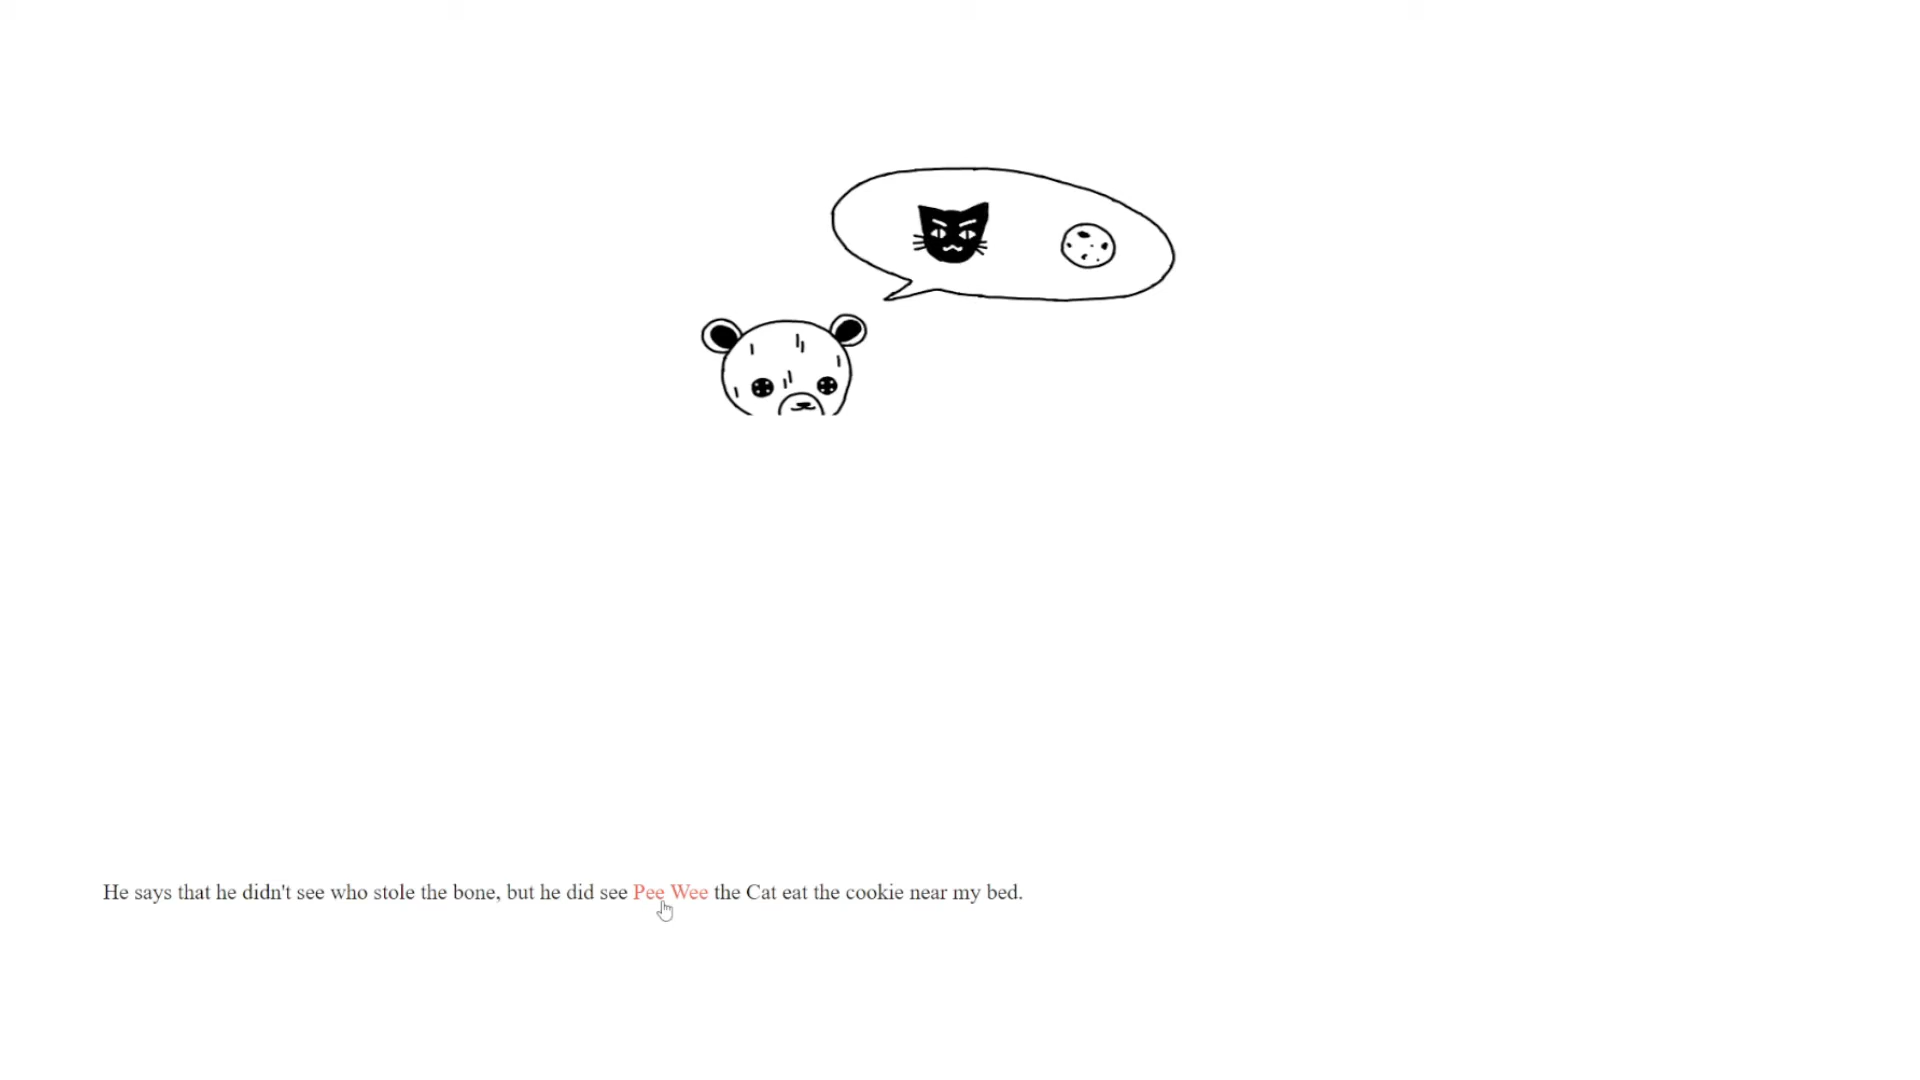 He says that he didn't see who stole the bone, but he did see Pee Wee the Cat eat the cookie near my bed.